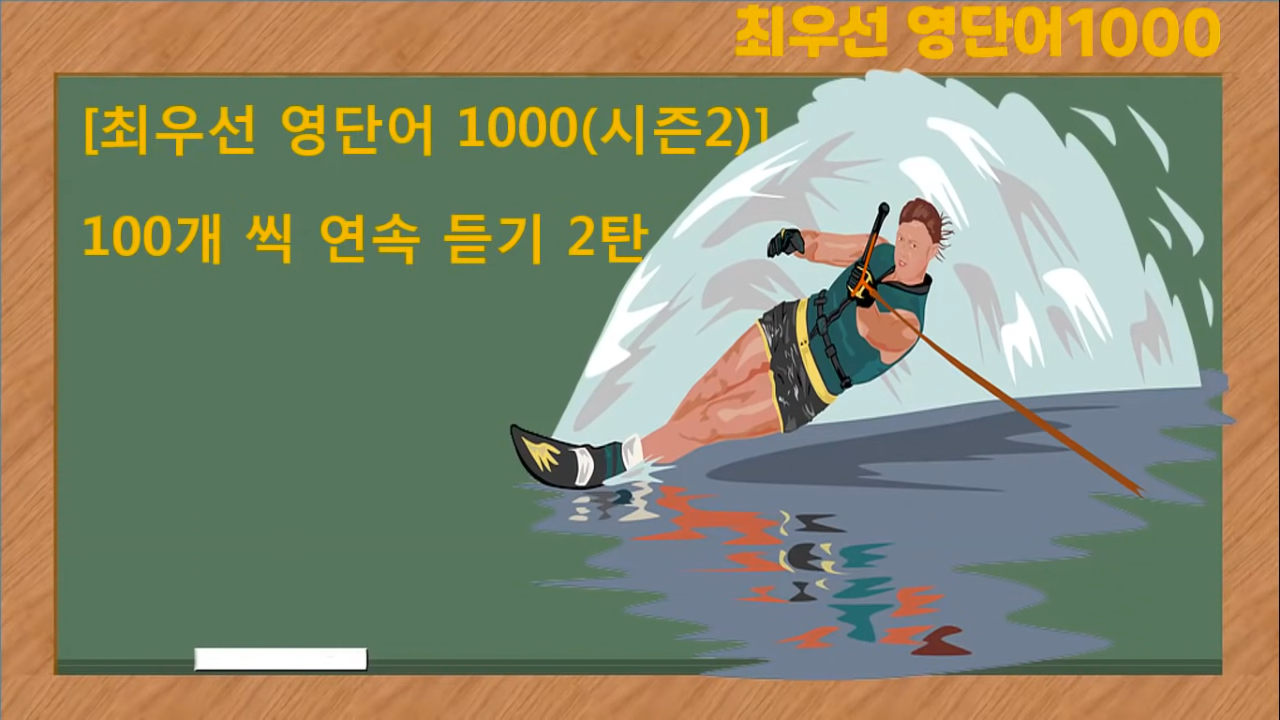 최우선 영단어1000
[최우선 영단어 1000(시즌2)]
100개 씩 연속 듣기 2탄